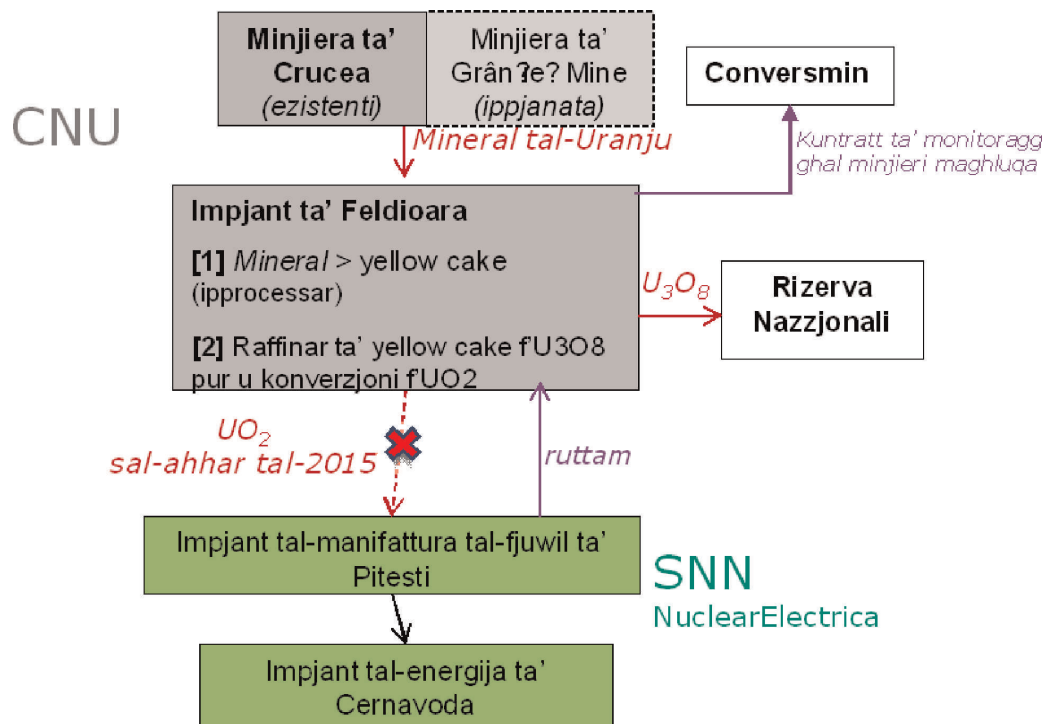 Minjiera ta'
Crucea
(ezistenti)
Minjiera ta'
Grân?e? Mine
(ippjanata)
Conversmin
CNU
Mineral tal-Uranju
Kuntratt ta' monitoragg
ghal minjieri maghluqa
Impjant ta' Feldioara
[1] Mineral > yellow cake
(ipprocessar)
[2] Raffinar ta' yellow cake f'U3O8
pur u konverzjoni f'UO2
U₃O₈
Rizerva
Nazzjonali
UO₂
sal-ahhar tal-2015
ruttam
Impjant tal-manifattura tal-fjuwil ta'
Pitesti
SNN
NuclearElectrica
Impjant tal-energija ta'
Cernavoda